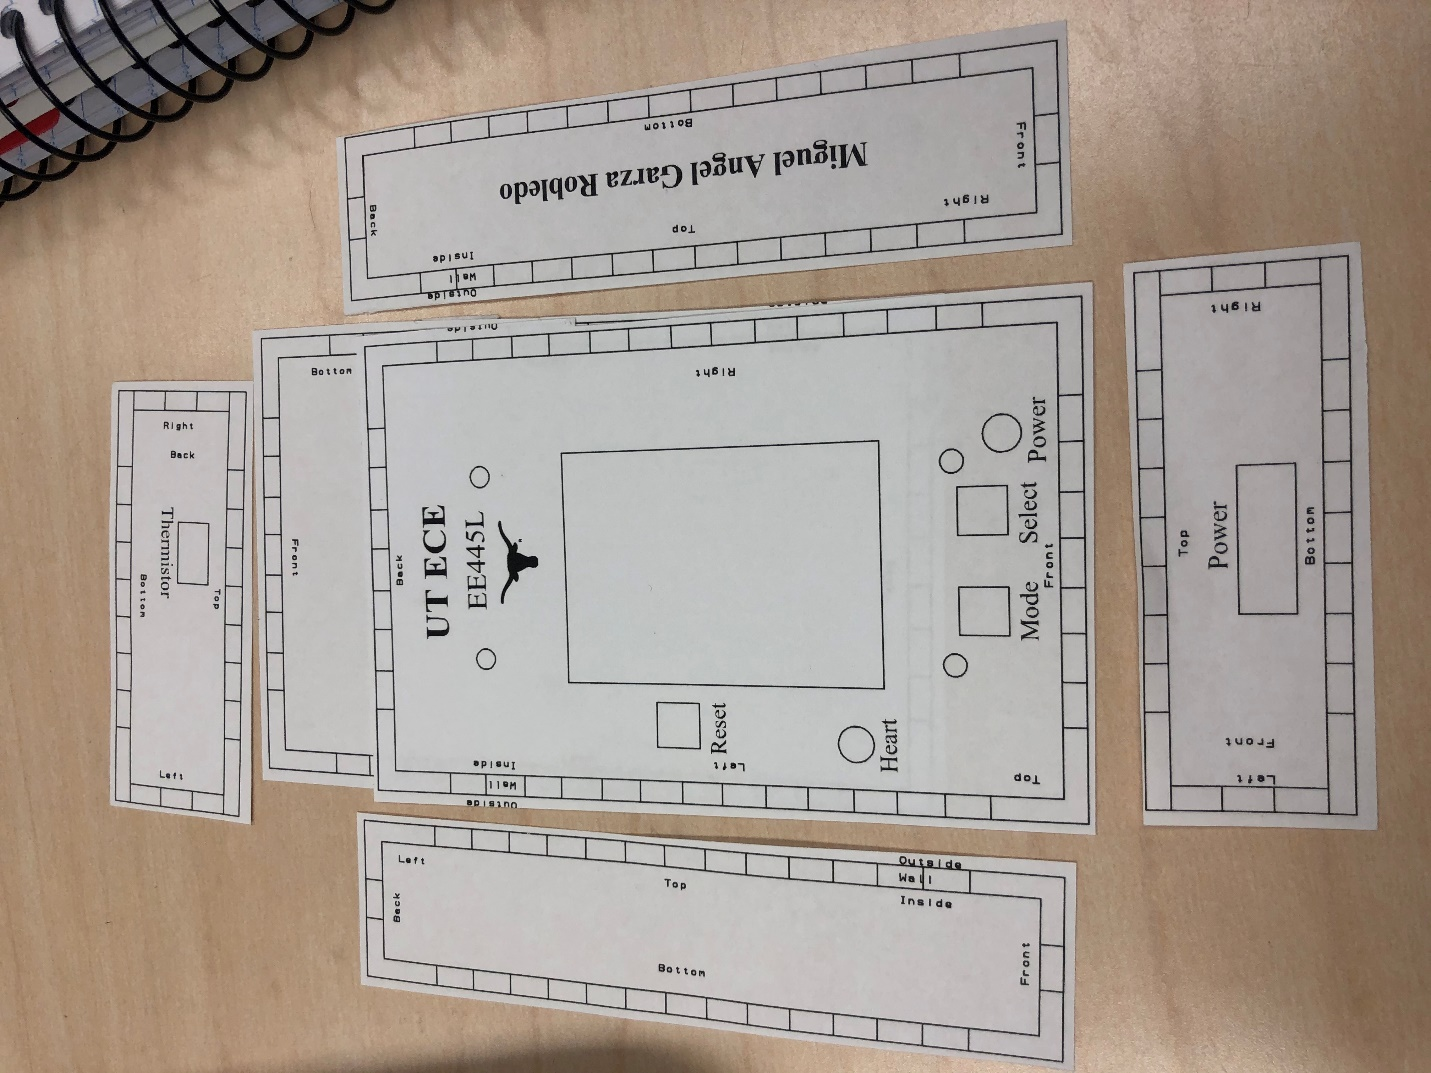 Bottom
Miguel Angel Garza Robledo
Front
Back
Right
Top
Inside
Wall
Outside
Right
Back
Thermistor
Bottom
Top
Left
Bottom
Front
Outside
Right
Back
UT ECE
EE445L
Power
Select
Mode
Front
Reset
Heart
Inside
Wall
Outside
Left
Top
Right
Top
Power
Bottom
Front
Left
Left
Back
Top
Outside
Wall
Inside
Bottom
Front